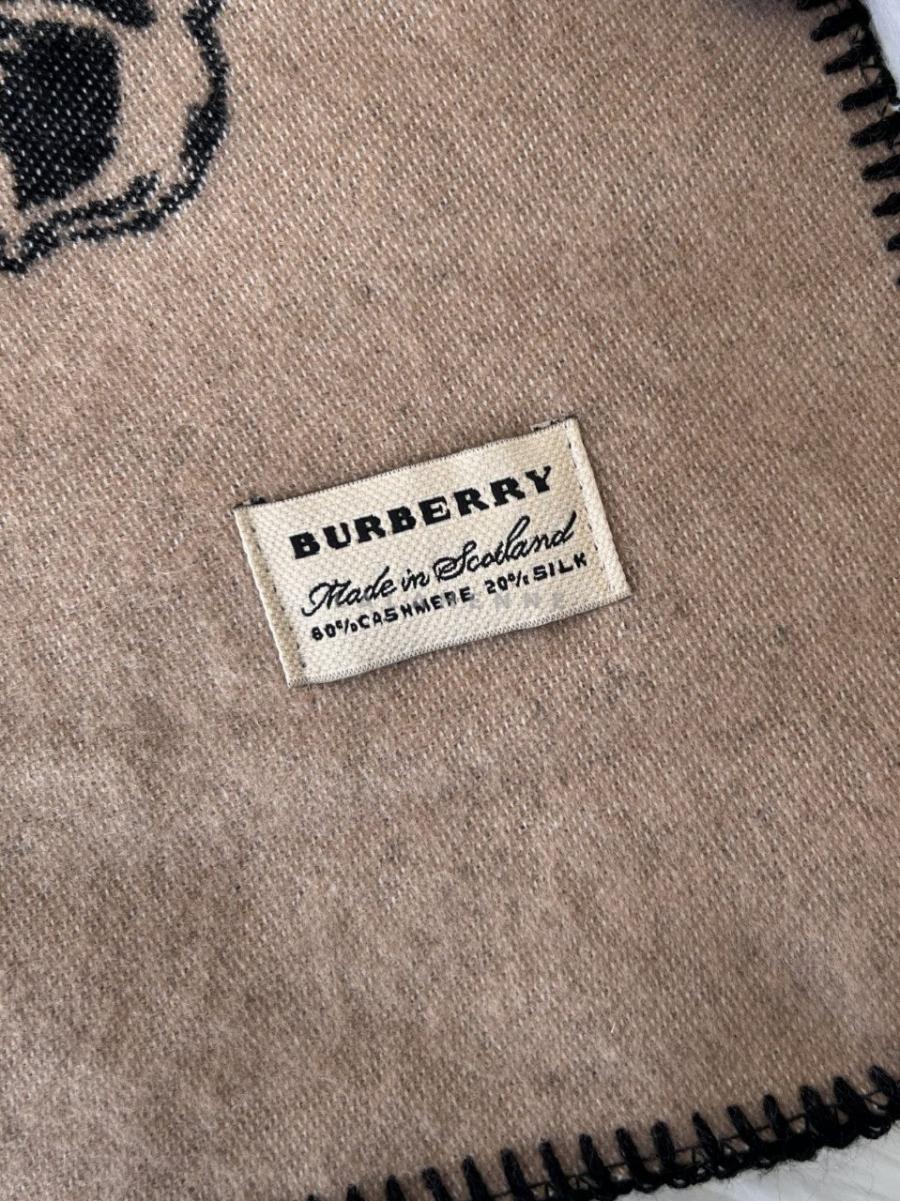 BURBERRY
Made in Scotland
80%CASHMERE 20%SILK